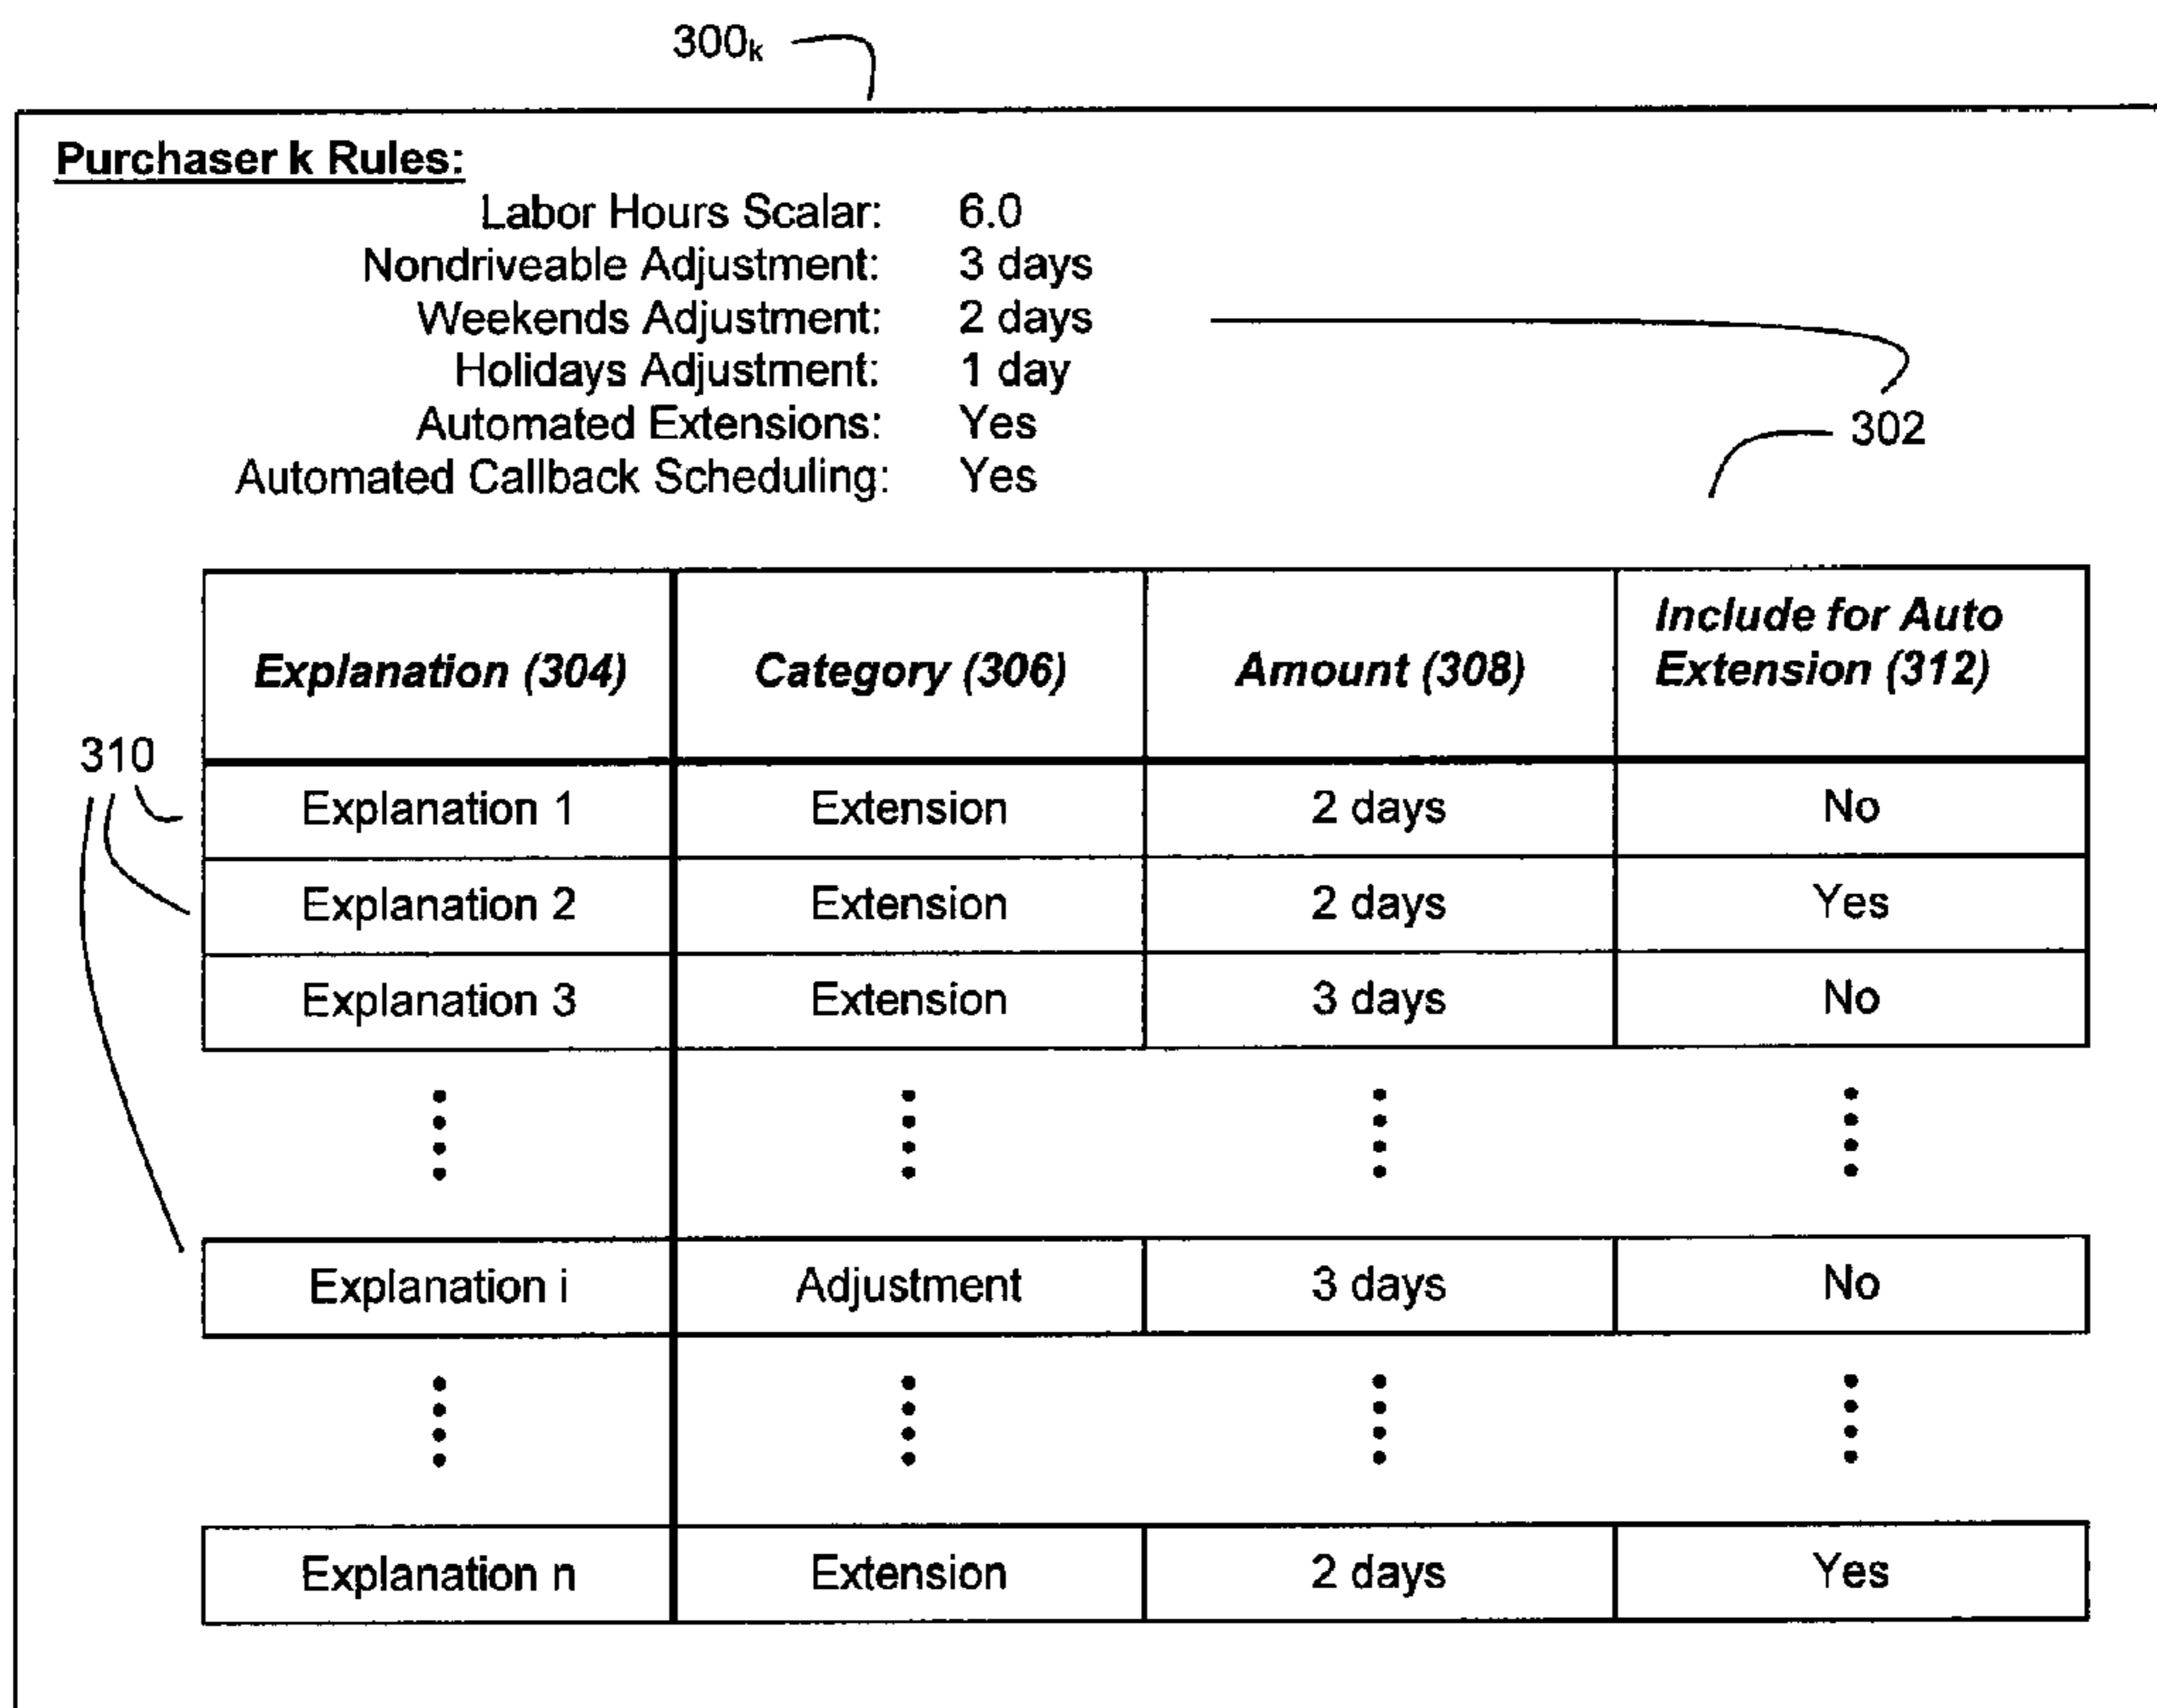 300k
Purchaser k Rules:
Labor Hours Scalar: 6.0
Nondriveable Adjustment: 3 days
Weekends Adjustment: 2 days
Holidays Adjustment: 1 day
Automated Extensions: Yes
302
Automated Callback Scheduling: Yes
Explanation (304) Category (306) Amount (308) Include for Auto
Extension (312)
310
Explanation 1 Extension 2 days No
Explanation 2 Extension 2 days Yes
Explanation 3 Extension 3 days No
Explanation i Adjustment 3 days No
Explanation n Extension 2 days Yes